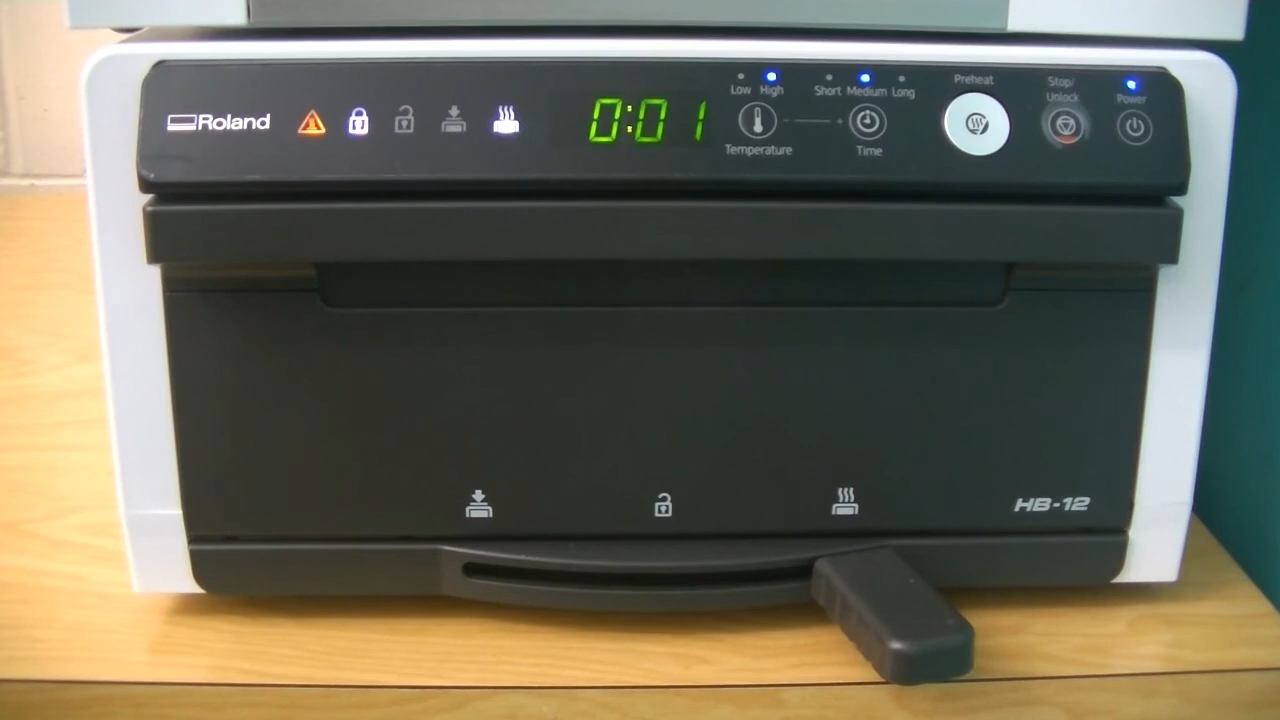 Roland
0:01
Low High
Temperature
Short Medium Long
Time
Preheat
Stop/
Unlock
Power
HB-12